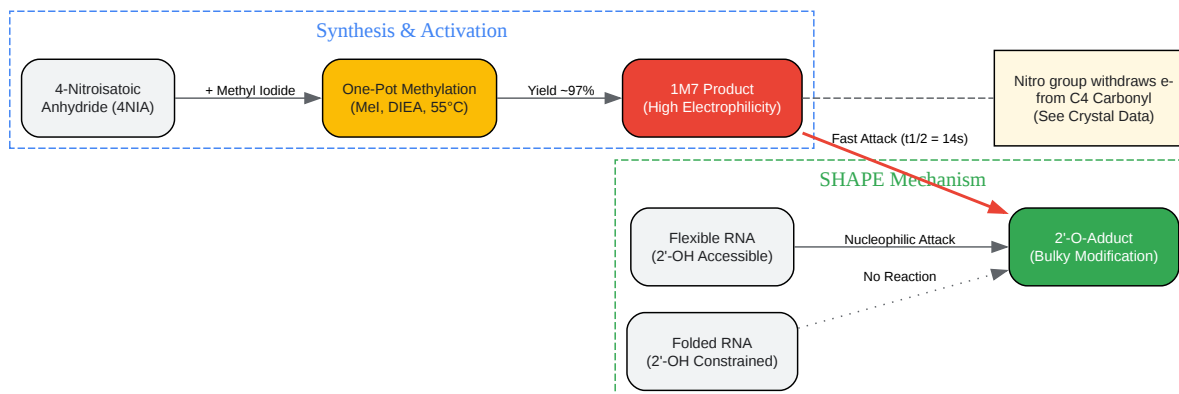 Synthesis & Activation
4-Nitroisatoic
Anhydride (4NIA)
+ Methyl Iodide
One-Pot Methylation
(MeI, DIEA, 55°C)
Yield ~97%
1M7 Product
(High Electrophilicity)
Nitro group withdraws e-
from C4 Carbonyl
(See Crystal Data)
Fast Attack (t1/2 = 14s)
SHAPE Mechanism
Flexible RNA
(2'-OH Accessible)
Nucleophilic Attack
2'-O-Adduct
(Bulky Modification)
No Reaction
Folded RNA
(2'-OH Constrained)